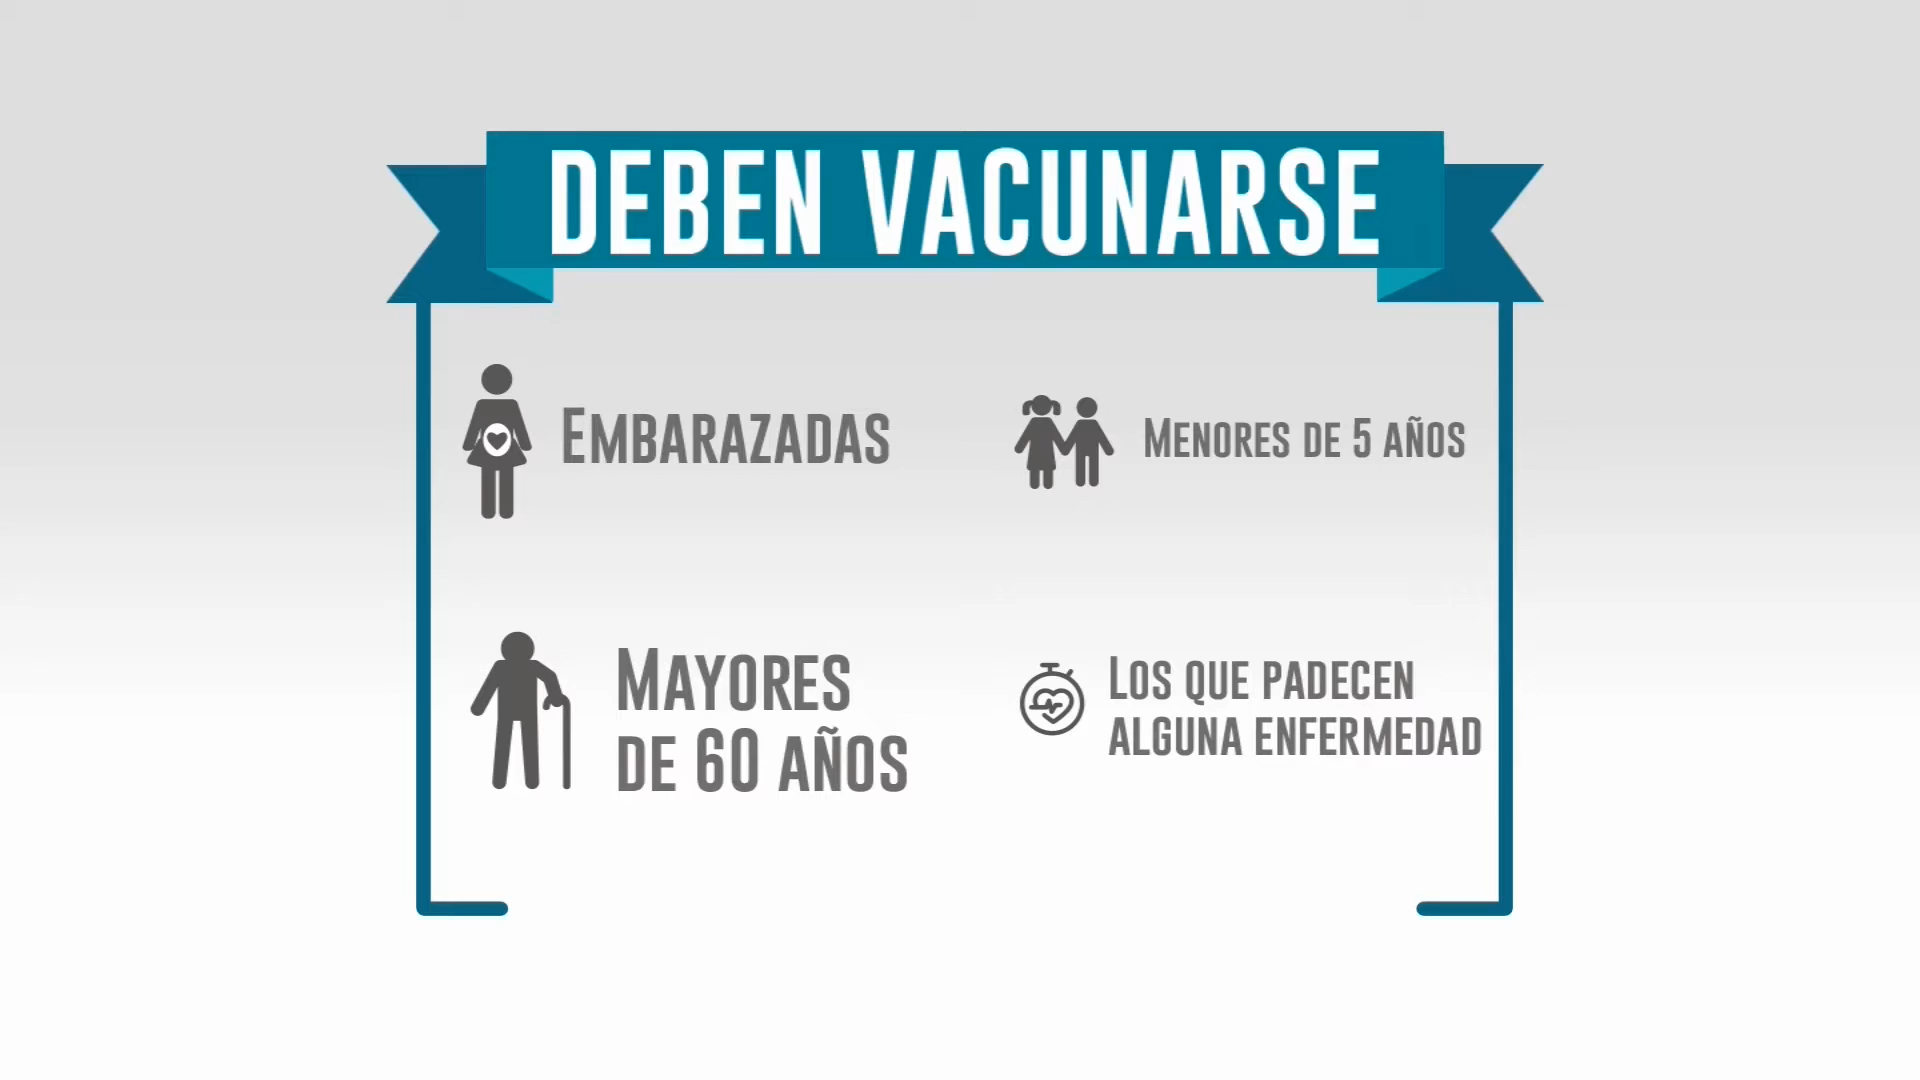 DEBEN VACUNARSE
EMBARAZADAS
MENORES DE 5 AÑOS
MAYORES
DE 60 AÑOS
LOS QUE PADECEN
ALGUNA ENFERMEDAD